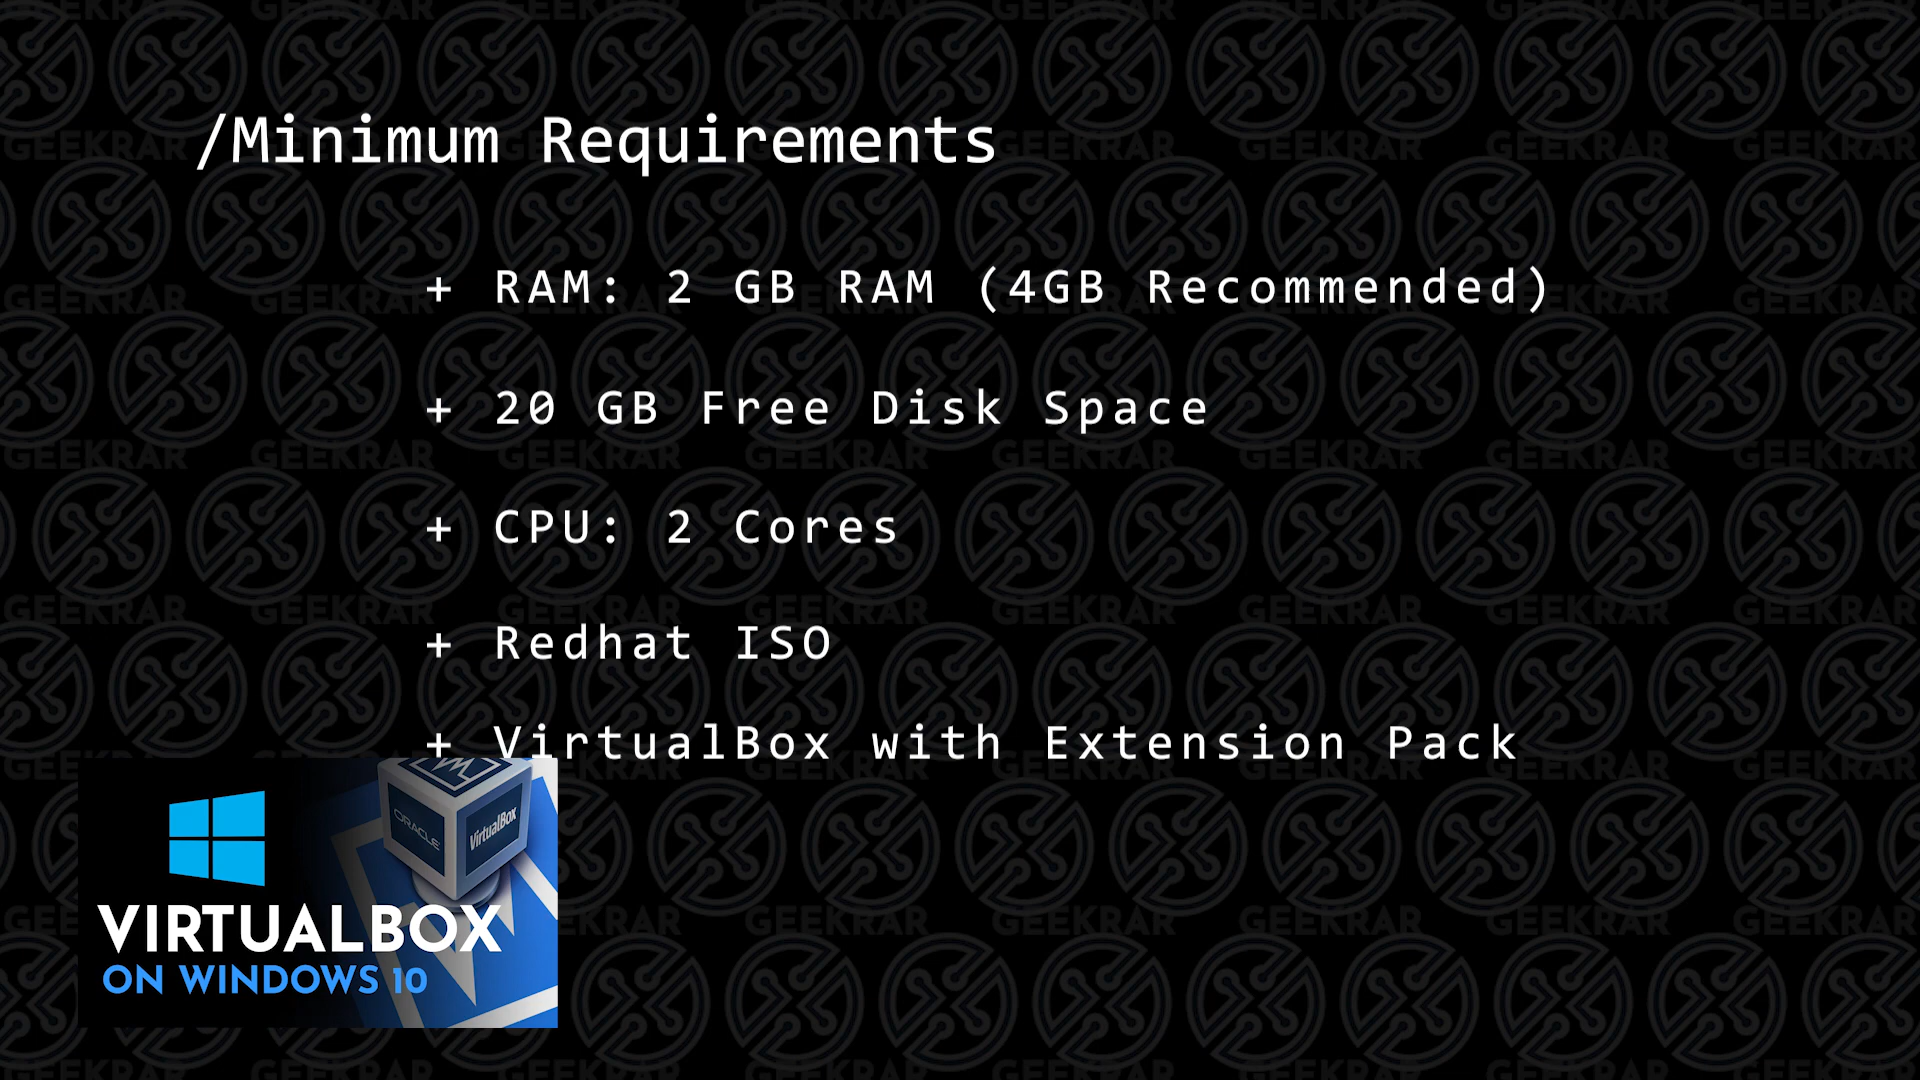 /Minimum Requirements
+ RAM: 2 GB RAM (4GB Recommended)
+ 20 GB Free Disk Space
+ CPU: 2 Cores
+ Redhat ISO
+ VirtualBox with Extension Pack
ORACLE
VirtualBox
VIRTUALBOX
ON WINDOWS 10
GEEKRAR